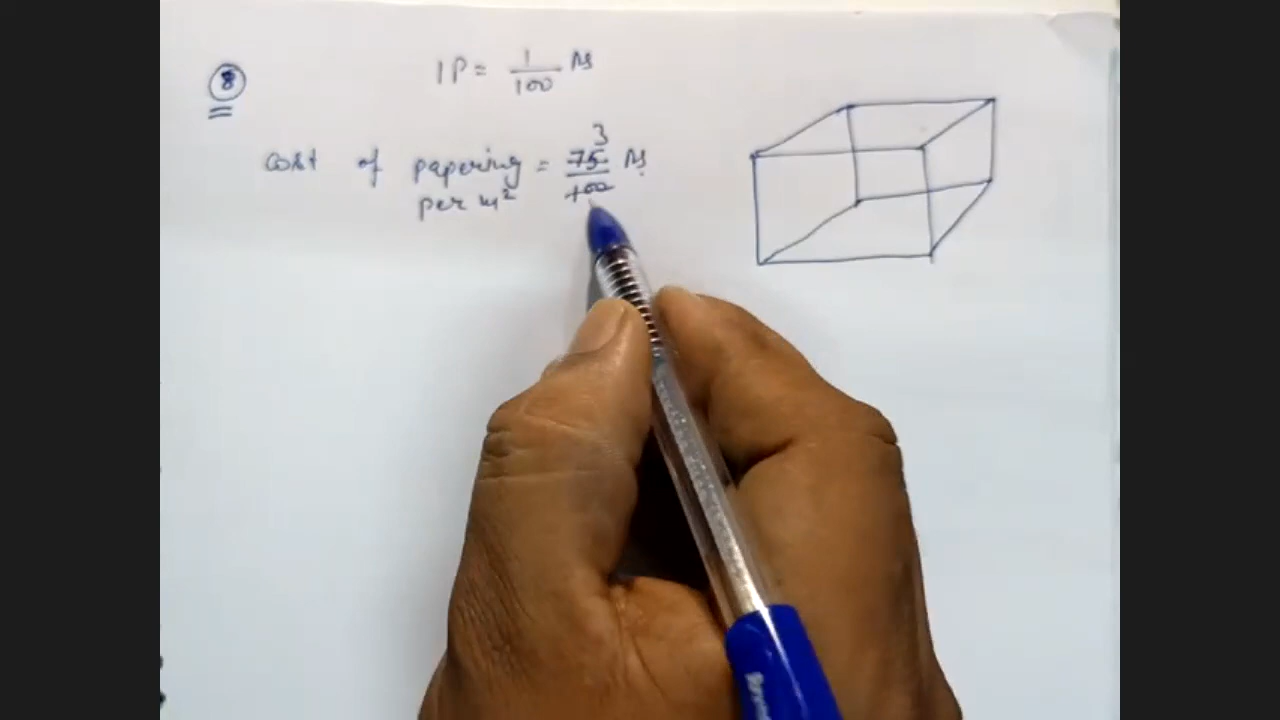 8
1P = 1/100 Rs
3
cost of papering = 75/100 Rs.
per m²